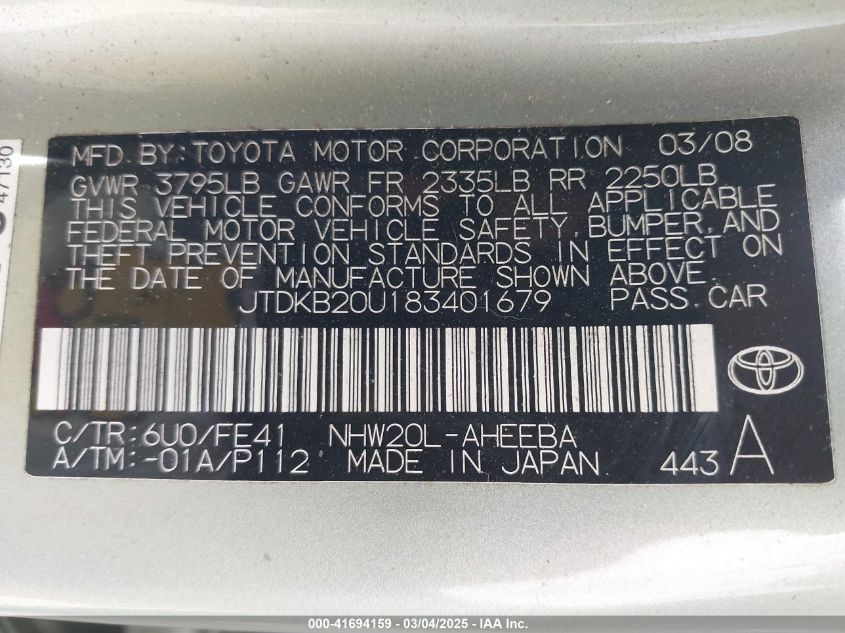 47130
MFD BY: TOYOTA MOTOR CORPORATION 03/08
GVWR 3795LB GAWR FR 2335LB RR 2250LB
THIS VEHICLE CONFORMS TO ALL APPLICABLE
FEDERAL MOTOR VEHICLE SAFETY, BUMPER, AND
THEFT PREVENTION STANDARDS IN EFFECT ON
THE DATE OF MANUFACTURE SHOWN ABOVE.
JTDKB20U183401679 PASS. CAR
C/TR: 6U0/FE41 NHW20L-AHEEBA
A/TM: -01A/P112 MADE IN JAPAN 443 A
000-41694159 - 03/04/2025 - IAA Inc.